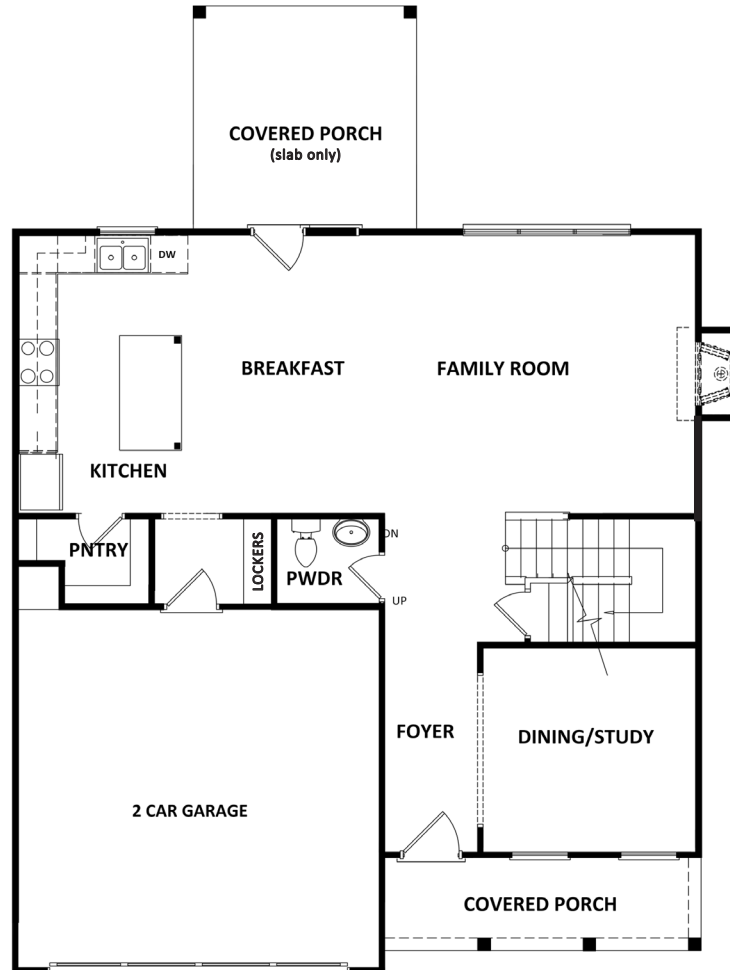 COVERED PORCH
(slab only)
DW
BREAKFAST
FAMILY ROOM
KITCHEN
PNTRY
LOCKERS
PWDR
DN
UP
FOYER
DINING/STUDY
2 CAR GARAGE
COVERED PORCH